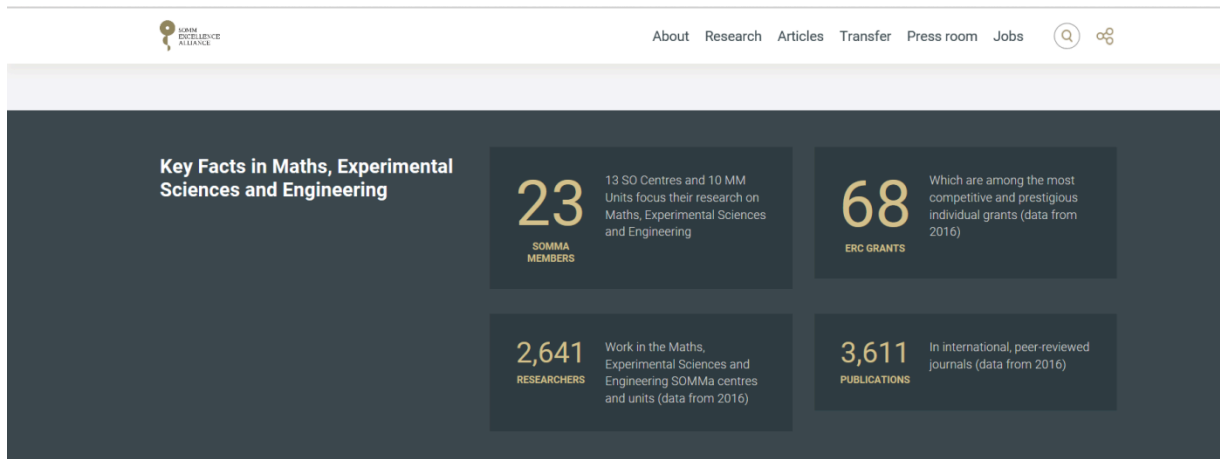 SOMM
EXCELLENCE
ALLIANCE
About Research Articles Transfer Press room Jobs
Key Facts in Maths, Experimental
Sciences and Engineering
23
SOMMA
MEMBERS
13 SO Centres and 10 MM
Units focus their research on
Maths, Experimental Sciences
and Engineering
68
ERC GRANTS
Which are among the most
competitive and prestigious
individual grants (data from
2016)
2,641
RESEARCHERS
Work in the Maths,
Experimental Sciences and
Engineering SOMMa centres
and units (data from 2016)
3,611
PUBLICATIONS
In international, peer-reviewed
journals (data from 2016)